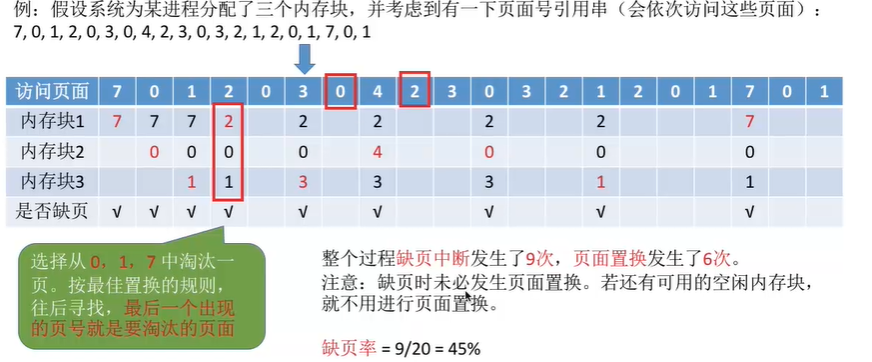 例：假设系统为某进程分配了三个内存块，并考虑到有一下页面号引用串（会依次访问这些页面）：
7, 0, 1, 2, 0, 3, 0, 4, 2, 3, 0, 3, 2, 1, 2, 0, 1, 7, 0, 1
访问页面 7 0 1 2 0 3 0 4 2 3 0 3 2 1 2 0 1 7 0 1
内存块1 7 7 7 2 2 2 2 2 7
内存块2 0 0 0 0 4 0 0 0
内存块3 1 1 3 3 3 1 1
是否缺页 √ √ √ √ √ √ √ √ √
选择从 0，1，7 中淘汰一
页。按最佳置换的规则，
往后寻找，最后一个出现
的页号就是要淘汰的页面
整个过程缺页中断发生了9次，页面置换发生了6次。
注意：缺页时未必发生页面置换。若还有可用的空闲内存块，
就不用进行页面置换。
缺页率 = 9/20 = 45%